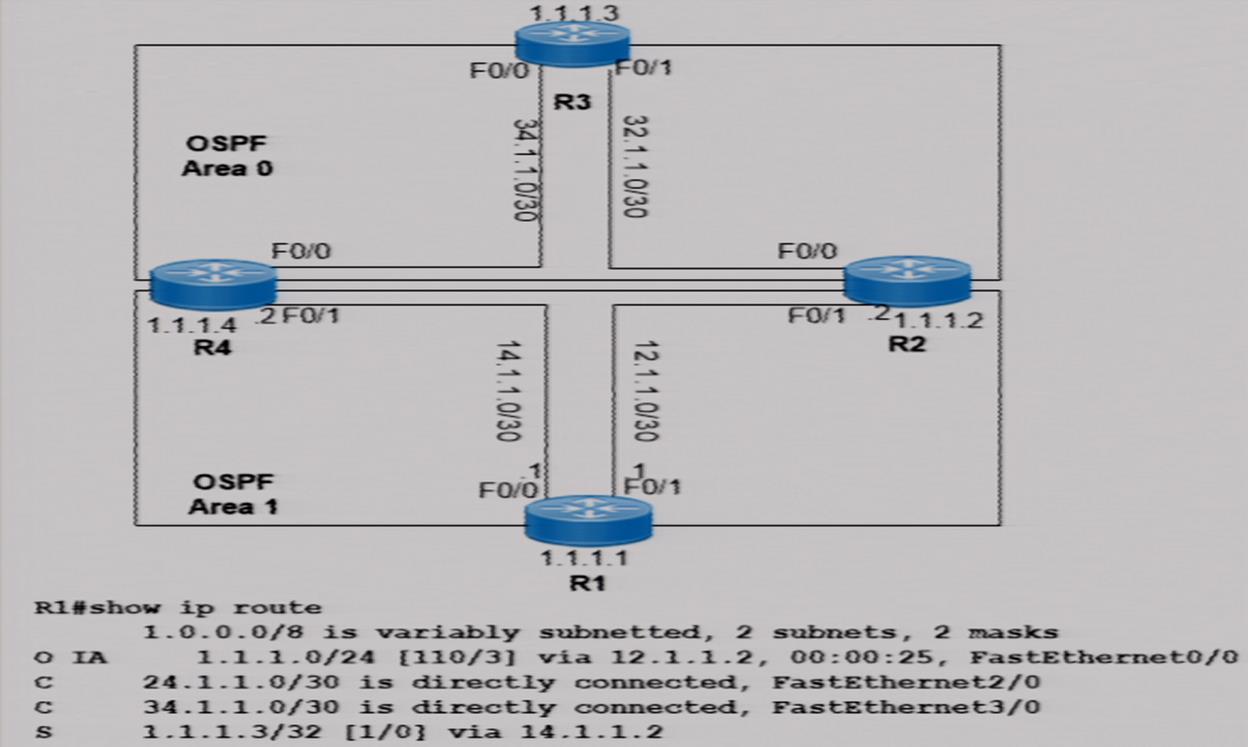 1.1.1.3
F0/0
F0/1
R3
34.1.1.0/30
32.1.1.0/30
OSPF
Area 0
F0/0
F0/0
1.1.1.4
.2
F0/1
R4
F0/1
.2
1.1.1.2
R2
14.1.1.0/30
12.1.1.0/30
OSPF
Area 1
.1
F0/0
.1
F0/1
1.1.1.1
R1
R1#show ip route
1.0.0.0/8 is variably subnetted, 2 subnets, 2 masks
O IA 1.1.1.0/24 [110/3] via 12.1.1.2, 00:00:25, FastEthernet0/0
C 24.1.1.0/30 is directly connected, FastEthernet2/0
C 34.1.1.0/30 is directly connected, FastEthernet3/0
S 1.1.1.3/32 [1/0} via 14.1.1.2